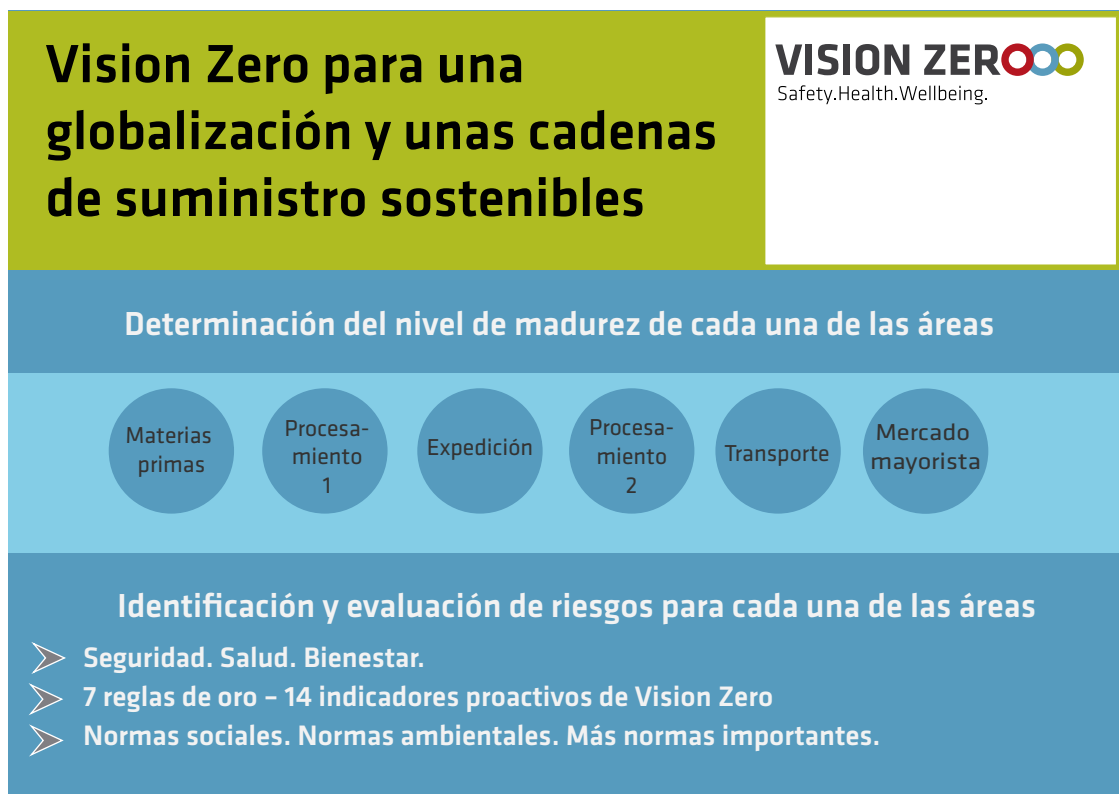 Vision Zero para una
globalización y unas cadenas
de suministro sostenibles
VISION ZERO
Safety.Health.Wellbeing.
Determinación del nivel de madurez de cada una de las áreas
Materias
primas
Procesa-
miento
1
Expedición
Procesa-
miento
2
Transporte
Mercado
mayorista
Identificación y evaluación de riesgos para cada una de las áreas
Seguridad. Salud. Bienestar.
7 reglas de oro – 14 indicadores proactivos de Vision Zero
Normas sociales. Normas ambientales. Más normas importantes.